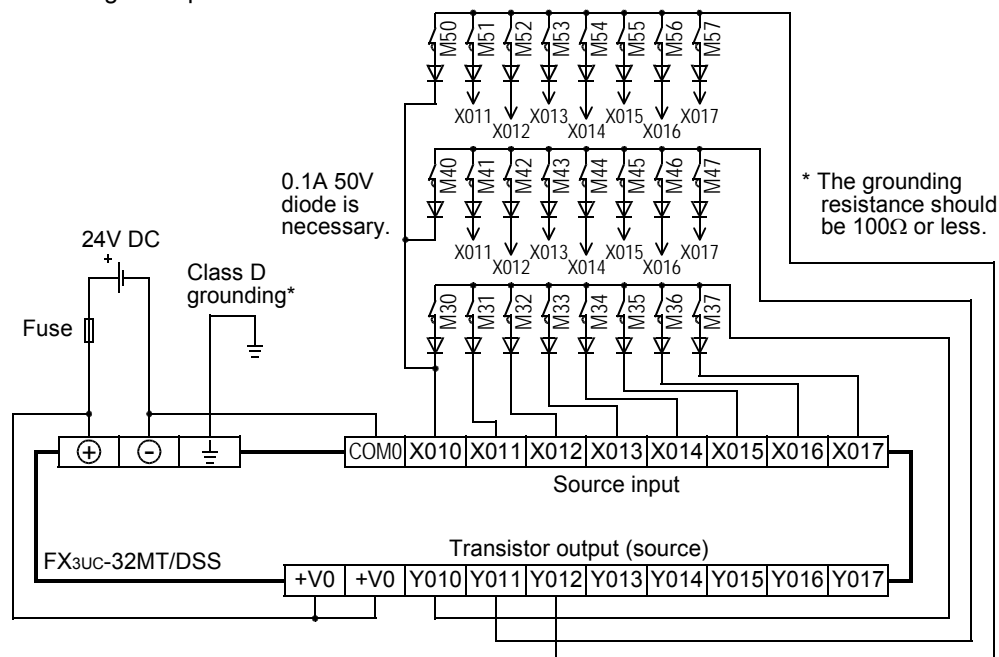 M50 M51 M52 M53 M54 M55 M56 M57
X011 X012 X013 X014 X015 X016 X017
0.1A 50V
diode is
necessary.
M40 M41 M42 M43 M44 M45 M46 M47
X011 X012 X013 X014 X015 X016 X017
* The grounding
resistance should
be 100Ω or less.
24V DC
+
Fuse
Class D
grounding*
M30 M31 M32 M33 M34 M35 M36 M37
+ -
COM0 X010 X011 X012 X013 X014 X015 X016 X017
Source input
FX3UC-32MT/DSS
Transistor output (source)
+V0 +V0 Y010 Y011 Y012 Y013 Y014 Y015 Y016 Y017